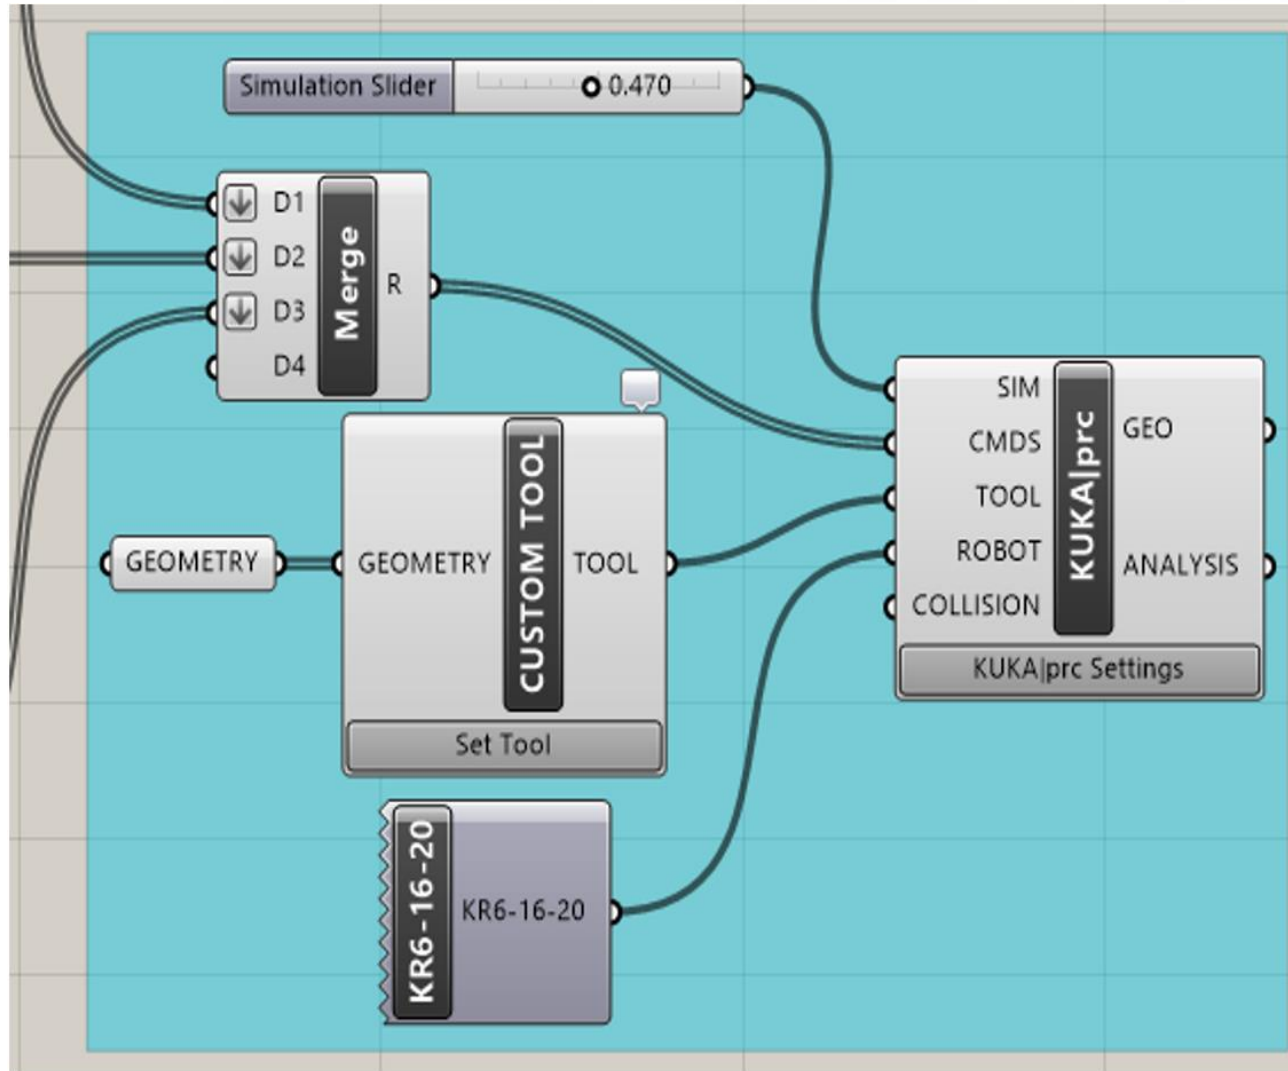 Simulation Slider
0.470
D1
D2
D3
D4
Merge
R
GEOMETRY
GEOMETRY
CUSTOM TOOL
TOOL
Set Tool
KR6-16-20
KR6-16-20
SIM
CMDS
TOOL
ROBOT
COLLISION
KUKA|prc
GEO
ANALYSIS
KUKA|prc Settings